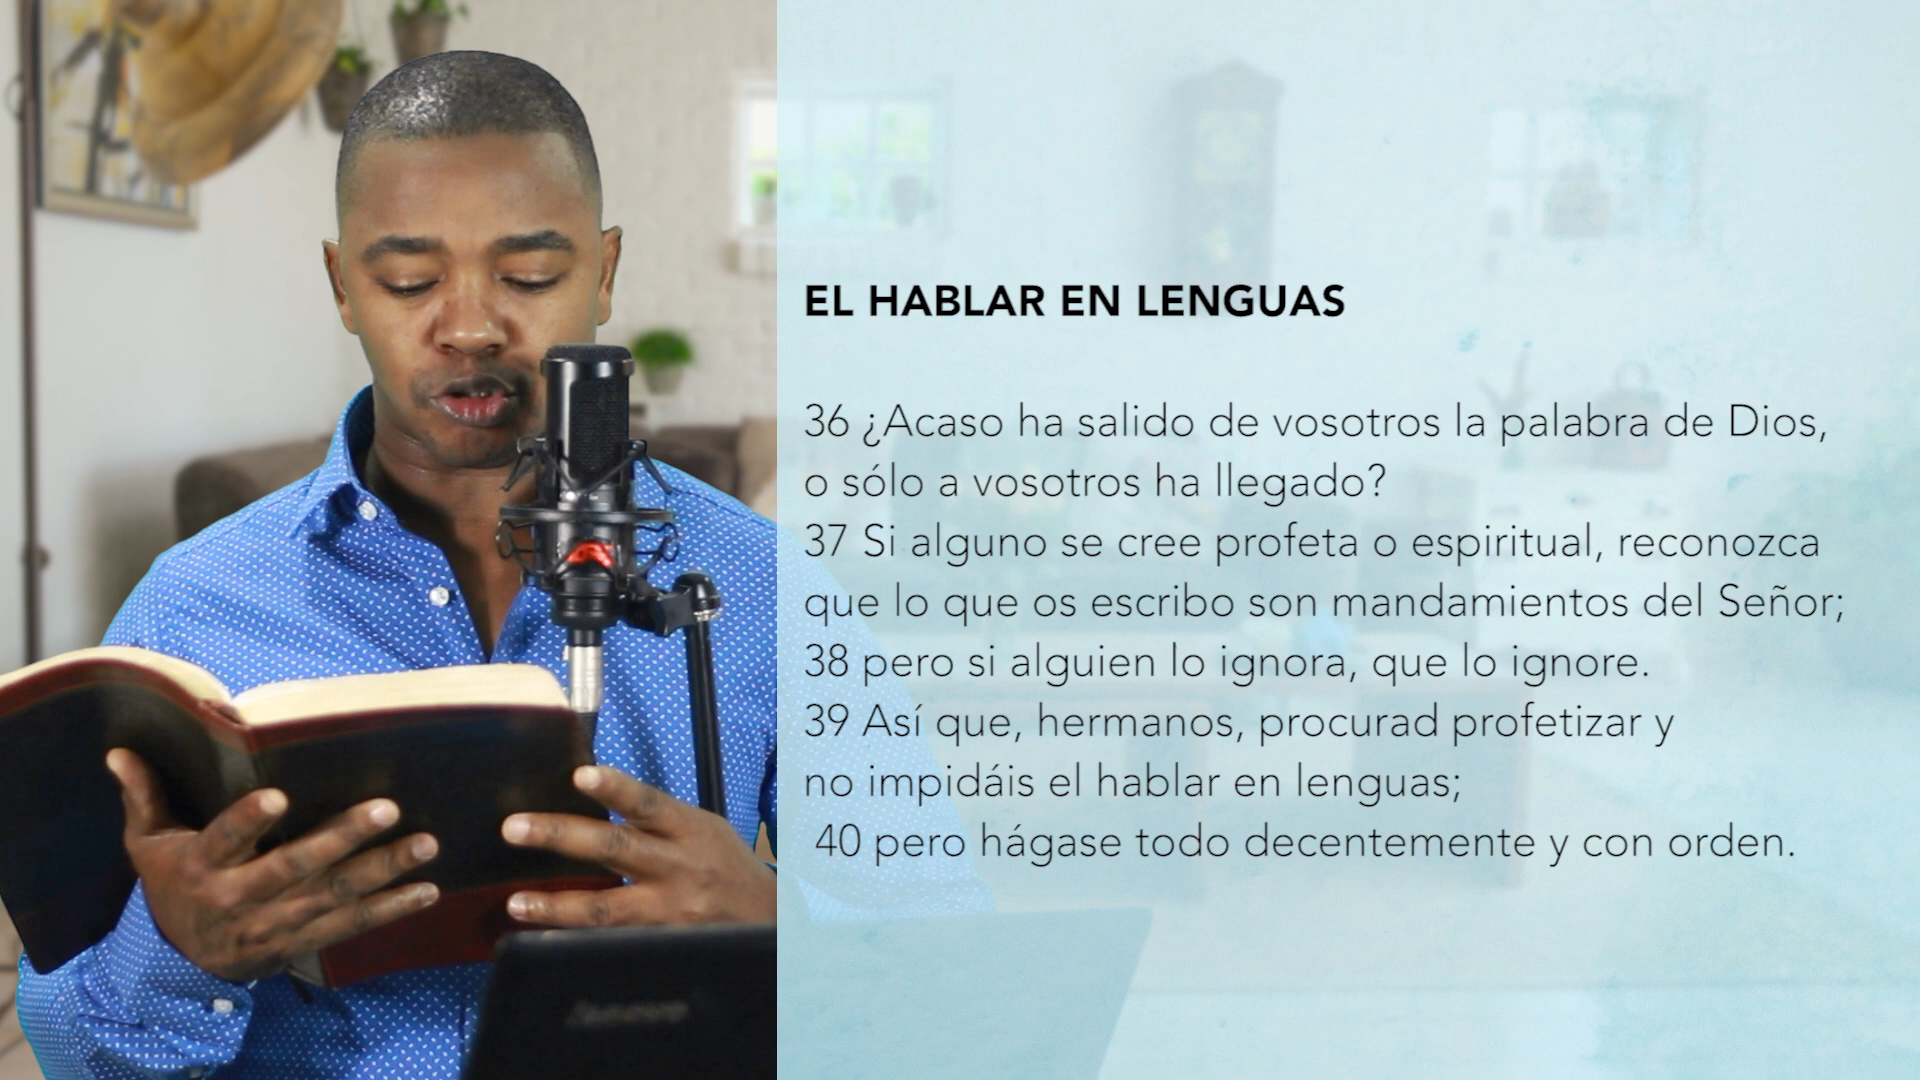 EL HABLAR EN LENGUAS
36 ¿Acaso ha salido de vosotros la palabra de Dios,
o sólo a vosotros ha llegado?
37 Si alguno se cree profeta o espiritual, reconozca
que lo que os escribo son mandamientos del Señor;
38 pero si alguien lo ignora, que lo ignore.
39 Así que, hermanos, procurad profetizar y
no impidáis el hablar en lenguas;
40 pero hágase todo decentemente y con orden.